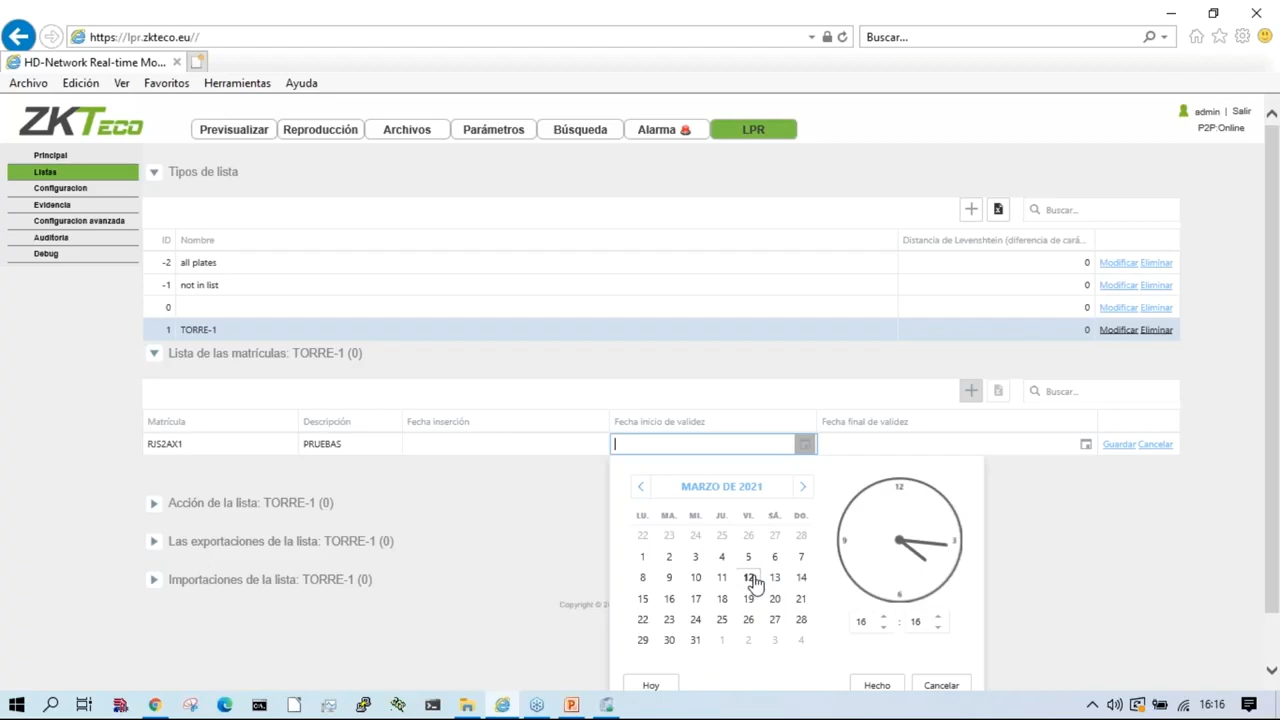 https://lpr.zkteco.eu//
Buscar...
HD-Network Real-time Mo...
Archivo Edición Ver Favoritos Herramientas Ayuda
ZKTeco
Previsualizar Reproducción Archivos Parámetros Búsqueda Alarma LPR
admin | Salir
P2P:Online
Principal
Listas
Configuracion
Evidencia
Configuracion avanzada
Auditoria
Debug
Tipos de lista
Buscar...
ID Nombre Distancia de Levenshtein (diferencia de cará...
-2 all plates 0 Modificar Eliminar
-1 not in list 0 Modificar Eliminar
0 0 Modificar Eliminar
1 TORRE-1 0 Modificar Eliminar
Lista de las matrículas: TORRE-1 (0)
Buscar...
Matrícula Descripción Fecha inserción Fecha inicio de validez Fecha final de validez
RJS2AX1 PRUEBAS Guardar Cancelar
MARZO DE 2021
LU. MA. MI. JU. VI. SÁ. DO.
22 23 24 25 26 27 28
1 2 3 4 5 6 7
8 9 10 11 12 13 14
15 16 17 18 19 20 21
22 23 24 25 26 27 28
29 30 31 1 2 3 4
12
9 3
6
16 : 16
Hoy Hecho Cancelar
Acción de la lista: TORRE-1 (0)
Las exportaciones de la lista: TORRE-1 (0)
Importaciones de la lista: TORRE-1 (0)
Copyright © 2
16:16